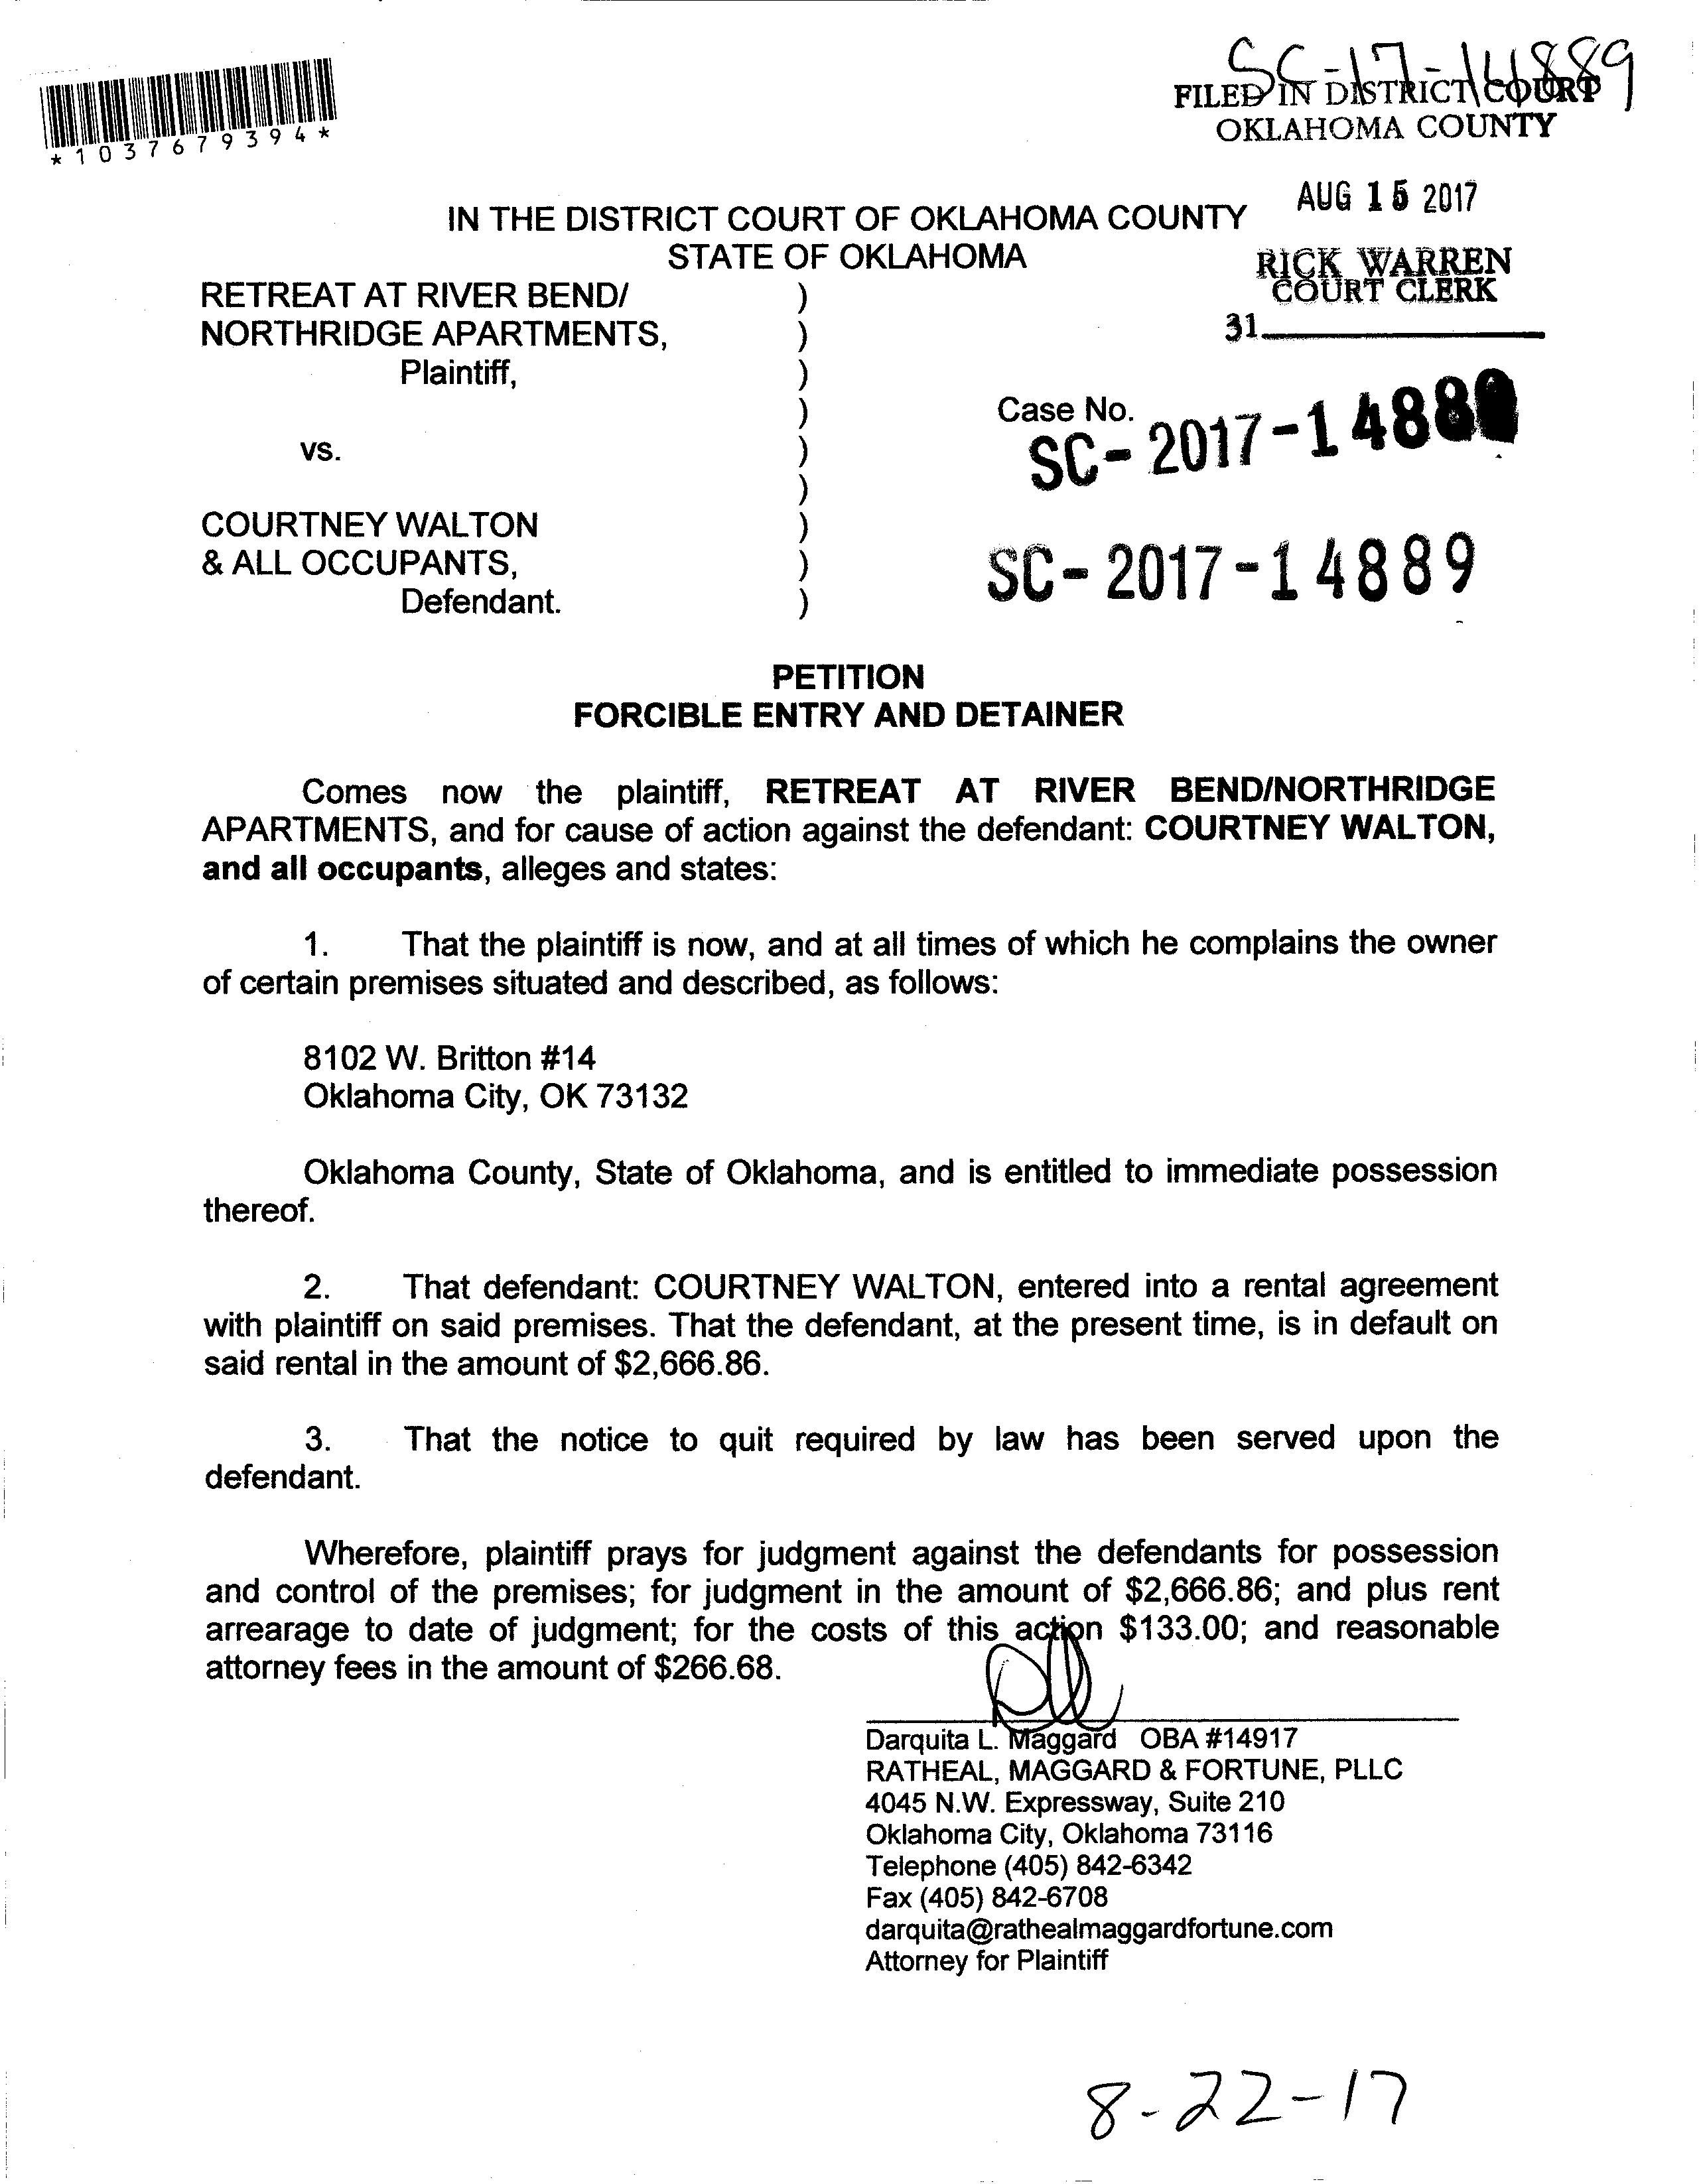 SC-17-14889
FILED IN DISTRICT COURT
OKLAHOMA COUNTY
*1037679394*
AUG 15 2017
IN THE DISTRICT COURT OF OKLAHOMA COUNTY
STATE OF OKLAHOMA
RICK WARREN
COURT CLERK
31
RETREAT AT RIVER BEND/ )
NORTHRIDGE APARTMENTS, )
Plaintiff, )
)
Case No.
vs. )
SC-2017-1488
)
COURTNEY WALTON )
& ALL OCCUPANTS, )
SC-2017-14889
Defendant. )
PETITION
FORCIBLE ENTRY AND DETAINER
Comes now the plaintiff, RETREAT AT RIVER BEND/NORTHRIDGE
APARTMENTS, and for cause of action against the defendant: COURTNEY WALTON,
and all occupants, alleges and states:
1. That the plaintiff is now, and at all times of which he complains the owner
of certain premises situated and described, as follows:
8102 W. Britton #14
Oklahoma City, OK 73132
Oklahoma County, State of Oklahoma, and is entitled to immediate possession
thereof.
2. That defendant: COURTNEY WALTON, entered into a rental agreement
with plaintiff on said premises. That the defendant, at the present time, is in default on
said rental in the amount of $2,666.86.
3. That the notice to quit required by law has been served upon the
defendant.
Wherefore, plaintiff prays for judgment against the defendants for possession
and control of the premises; for judgment in the amount of $2,666.86; and plus rent
arrearage to date of judgment; for the costs of this action $133.00; and reasonable
attorney fees in the amount of $266.68.
Darquita L. Maggard OBA #14917
RATHEAL, MAGGARD & FORTUNE, PLLC
4045 N.W. Expressway, Suite 210
Oklahoma City, Oklahoma 73116
Telephone (405) 842-6342
Fax (405) 842-6708
darquita@rathealmaggardfortune.com
Attorney for Plaintiff
8-22-17